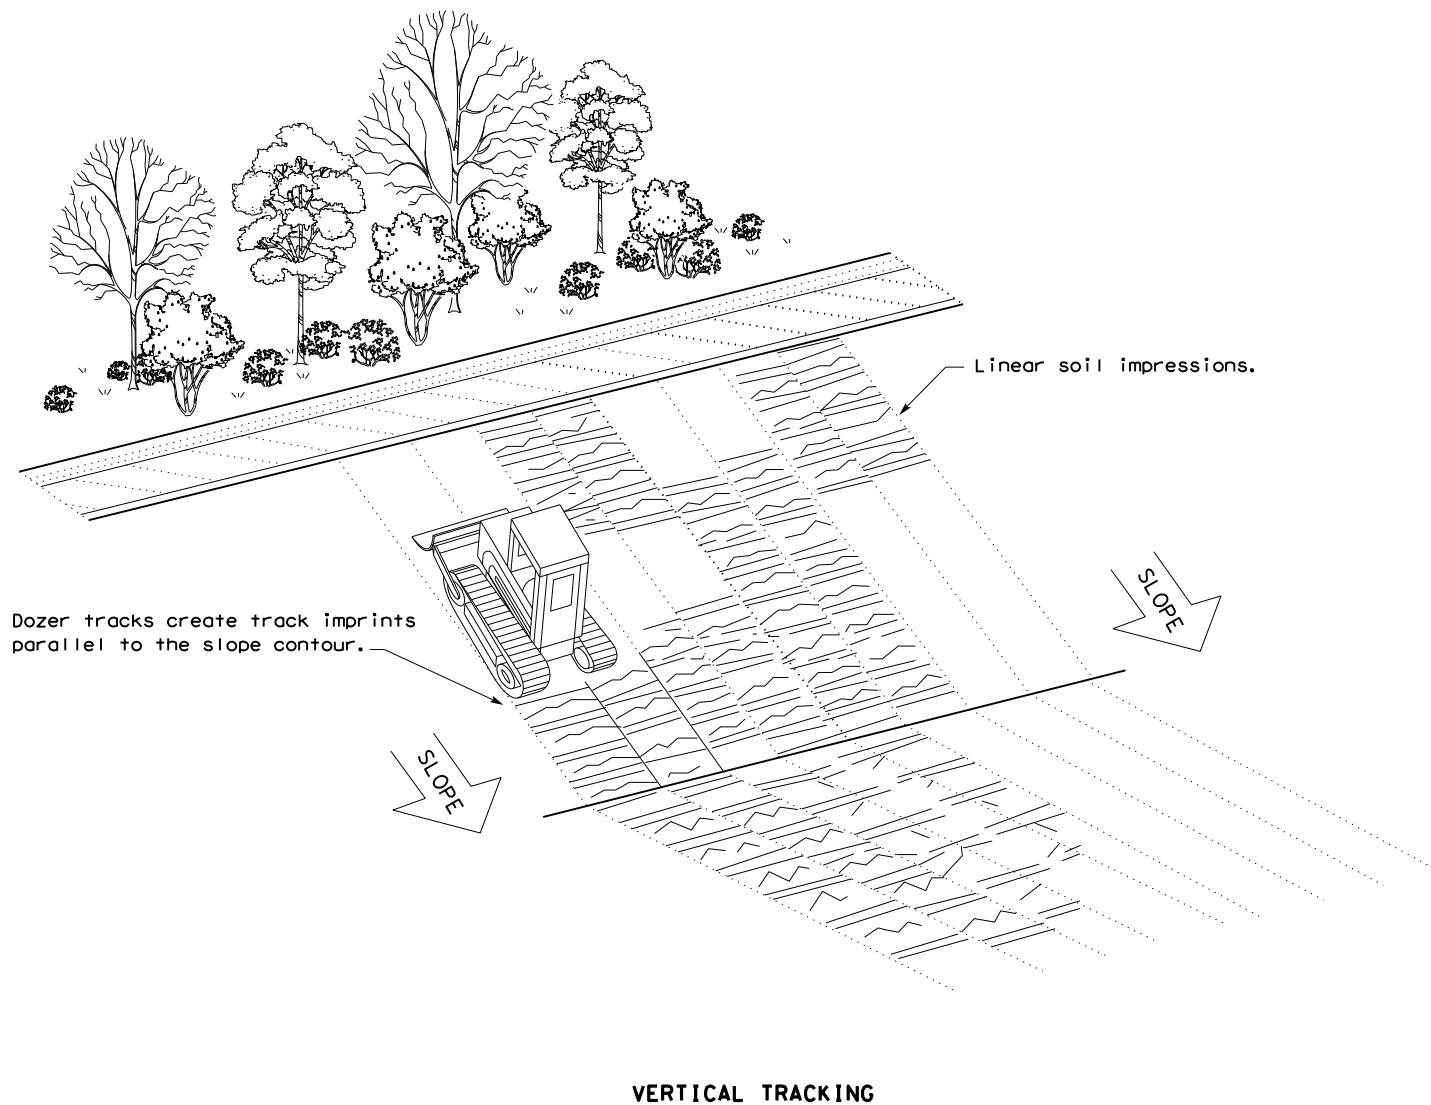 Linear soil impressions.
SLOPE
Dozer tracks create track imprints
parallel to the slope contour.
SLOPE
VERTICAL TRACKING